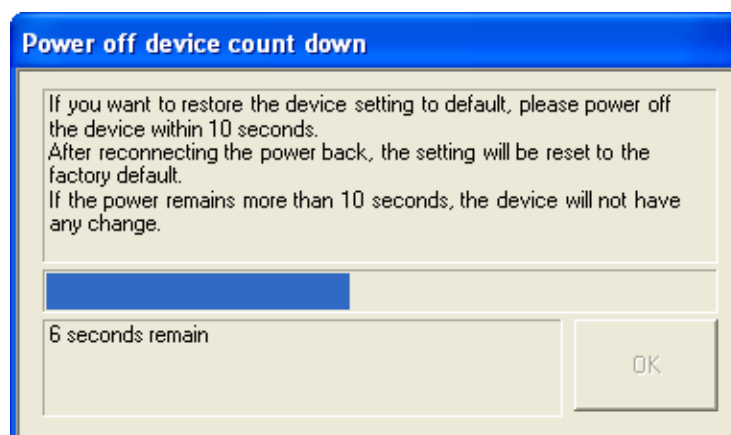 Power off device count down
If you want to restore the device setting to default, please power off
the device within 10 seconds.
After reconnecting the power back, the setting will be reset to the
factory default.
If the power remains more than 10 seconds, the device will not have
any change.
6 seconds remain
OK